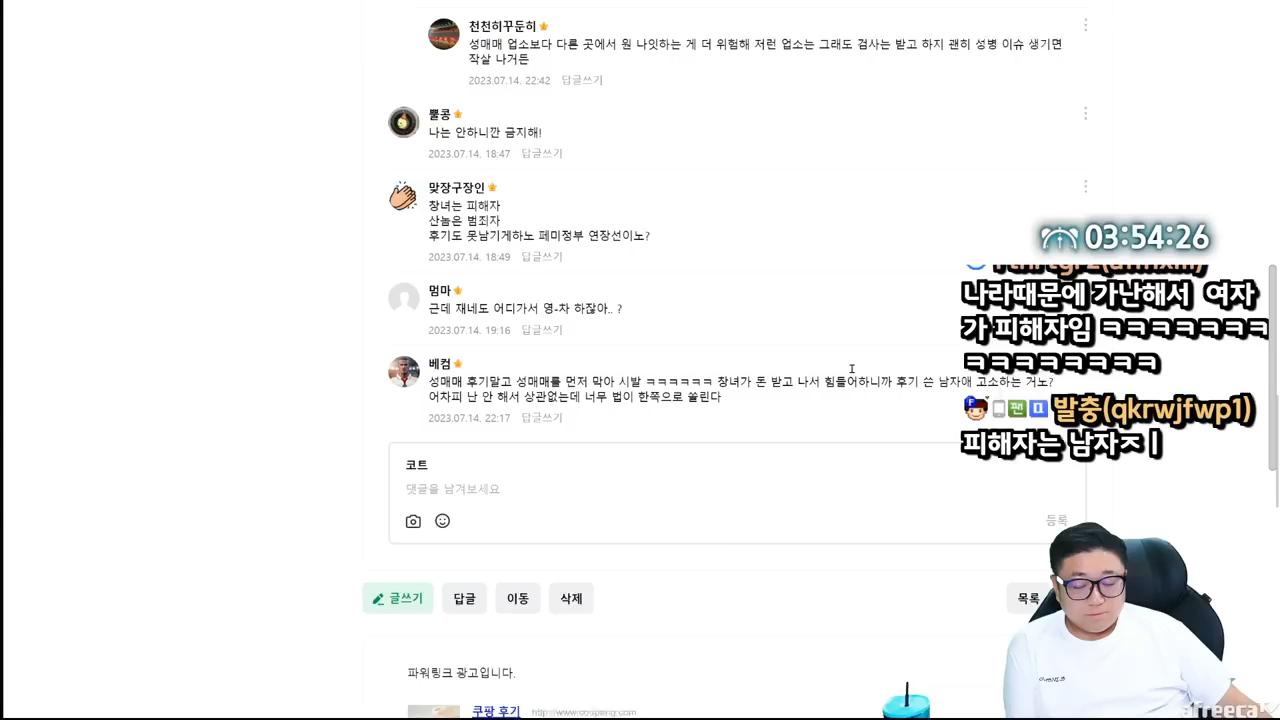 천천히꾸둔히
성매매 업소보다 다른 곳에서 원 나잇하는 게 더 위험해 저런 업소는 그래도 검사는 받고 하지 괜히 성병 이슈 생기면
작살 나거든
2023.07.14. 22:42 답글쓰기
뿔콩
나는 안하니깐 금지해!
2023.07.14. 18:47 답글쓰기
맞장구장인
창녀는 피해자
산놈은 범죄자
후기도 못남기게하노 페미정부 연장선이노?
2023.07.14. 18:49 답글쓰기
03:54:26
나라때문에 가난해서 여자
가 피해자임 ㅋㅋㅋㅋㅋㅋㅋ
ㅋㅋㅋㅋㅋㅋㅋㅋ
발충(qkrwjfwp1)
피해자는 남자ㅈㅣ
멈마
근데 재네도 어디가서 영-차 하잖아.. ?
2023.07.14. 19:16 답글쓰기
베컴
성매매 후기말고 성매매를 먼저 막아 시발 ㅋㅋㅋㅋㅋㅋ 창녀가 돈 받고 나서 힘들어하니까 후기 쓴 남자애 고소하는 거노?
어차피 난 안 해서 상관없는데 너무 법이 한쪽으로 쏠린다
2023.07.14. 22:17 답글쓰기
코트
댓글을 남겨보세요
등록
글쓰기 답글 이동 삭제 목록
파워링크 광고입니다.
쿠팡 후기 http://www.coupang.com
afreecaTV